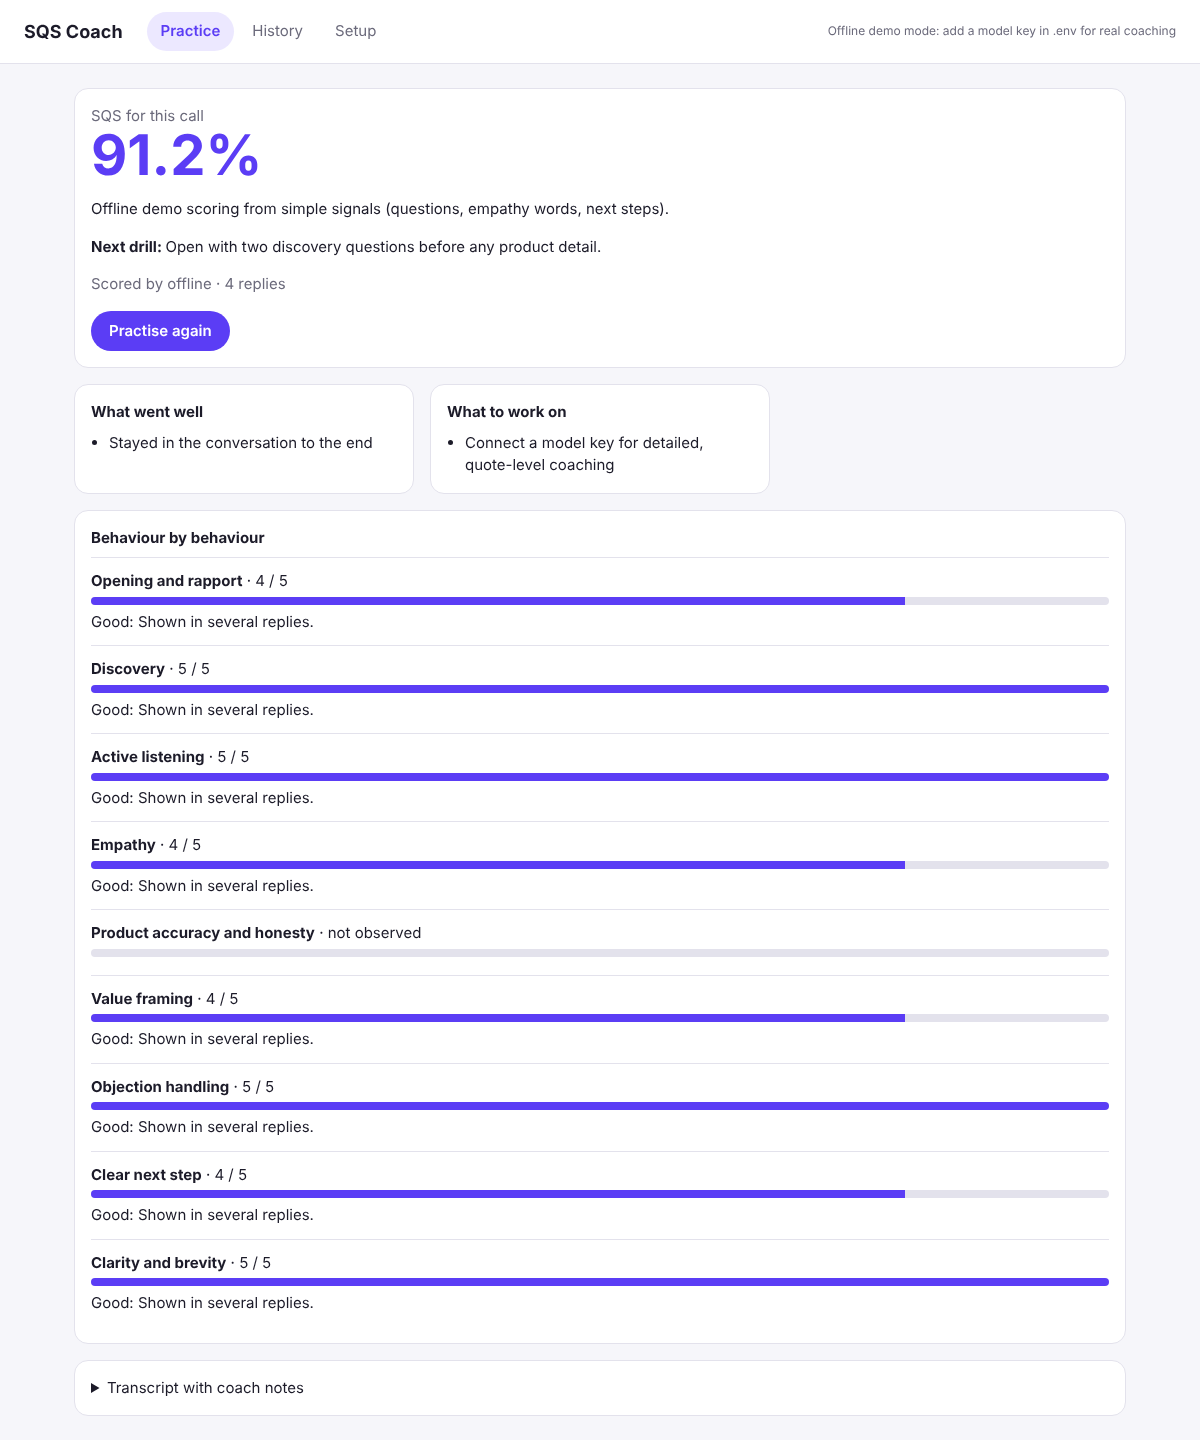 SQS Coach
Practice
History
Setup
Offline demo mode: add a model key in .env for real coaching
SQS for this call
91.2%
Offline demo scoring from simple signals (questions, empathy words, next steps).
Next drill: Open with two discovery questions before any product detail.
Scored by offline · 4 replies
Practise again
What went well
• Stayed in the conversation to the end
What to work on
• Connect a model key for detailed,
quote-level coaching
Behaviour by behaviour
Opening and rapport · 4 / 5
Good: Shown in several replies.
Discovery · 5 / 5
Good: Shown in several replies.
Active listening · 5 / 5
Good: Shown in several replies.
Empathy · 4 / 5
Good: Shown in several replies.
Product accuracy and honesty · not observed
Value framing · 4 / 5
Good: Shown in several replies.
Objection handling · 5 / 5
Good: Shown in several replies.
Clear next step · 4 / 5
Good: Shown in several replies.
Clarity and brevity · 5 / 5
Good: Shown in several replies.
Transcript with coach notes